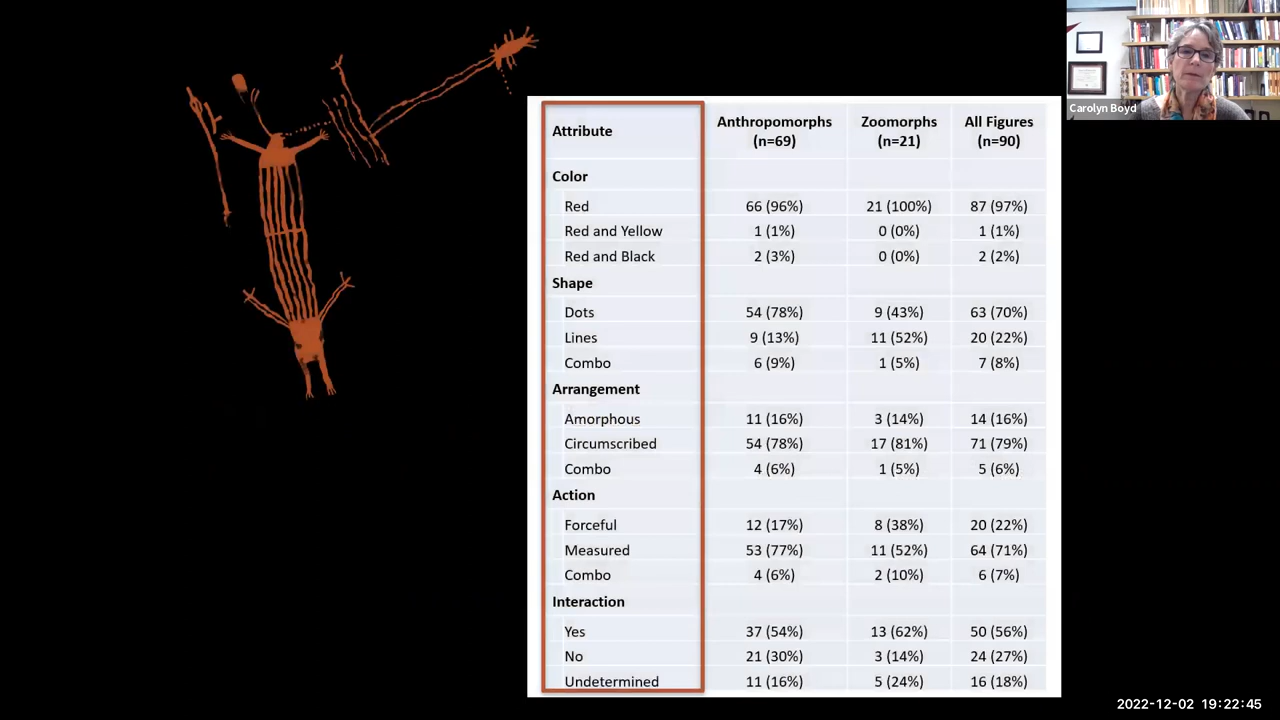 Carolyn Boyd
Attribute Anthropomorphs (n=69) Zoomorphs (n=21) All Figures (n=90)
Color
Red 66 (96%) 21 (100%) 87 (97%)
Red and Yellow 1 (1%) 0 (0%) 1 (1%)
Red and Black 2 (3%) 0 (0%) 2 (2%)
Shape
Dots 54 (78%) 9 (43%) 63 (70%)
Lines 9 (13%) 11 (52%) 20 (22%)
Combo 6 (9%) 1 (5%) 7 (8%)
Arrangement
Amorphous 11 (16%) 3 (14%) 14 (16%)
Circumscribed 54 (78%) 17 (81%) 71 (79%)
Combo 4 (6%) 1 (5%) 5 (6%)
Action
Forceful 12 (17%) 8 (38%) 20 (22%)
Measured 53 (77%) 11 (52%) 64 (71%)
Combo 4 (6%) 2 (10%) 6 (7%)
Interaction
Yes 37 (54%) 13 (62%) 50 (56%)
No 21 (30%) 3 (14%) 24 (27%)
Undetermined 11 (16%) 5 (24%) 16 (18%)
2022-12-02 19:22:45